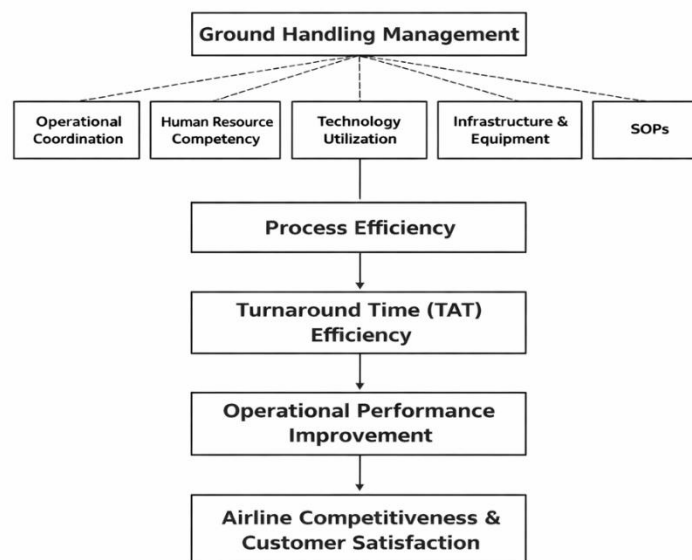 Ground Handling Management
Operational
Coordination
Human Resource
Competency
Technology
Utilization
Infrastructure &
Equipment
SOPs
Process Efficiency
Turnaround Time (TAT)
Efficiency
Operational Performance
Improvement
Airline Competitiveness &
Customer Satisfaction